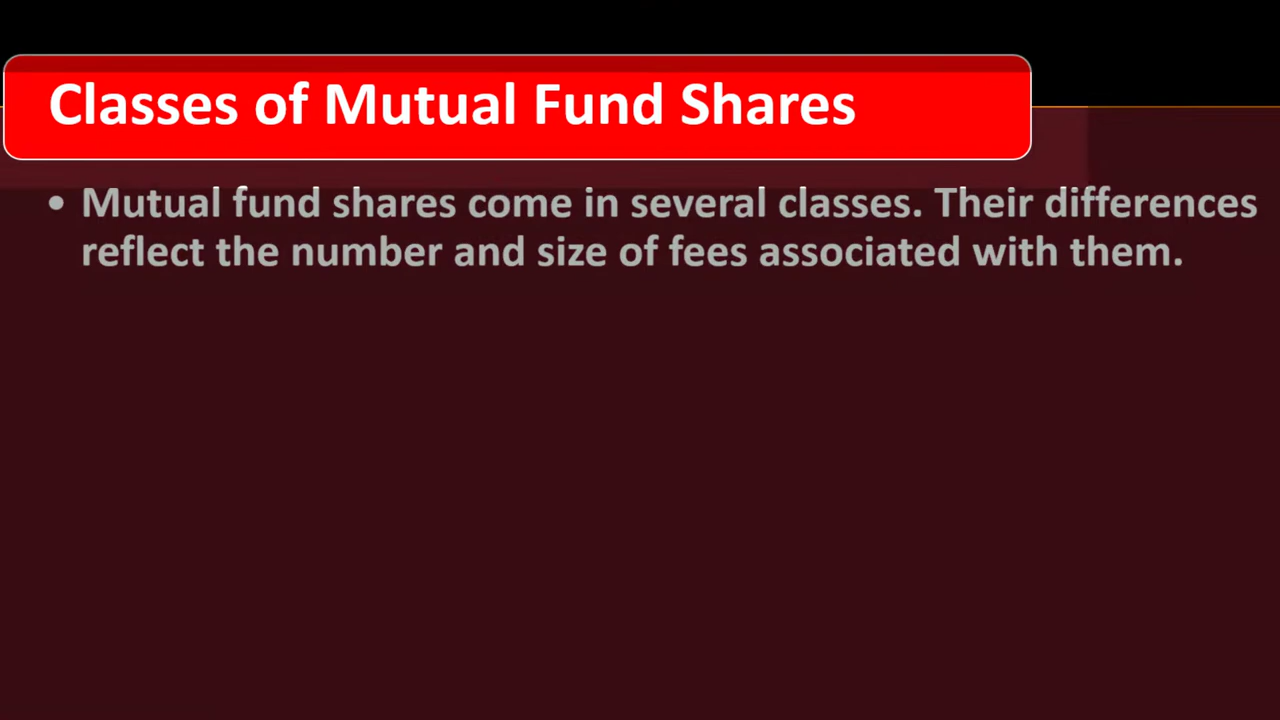 Classes of Mutual Fund Shares
• Mutual fund shares come in several classes. Their differences
reflect the number and size of fees associated with them.